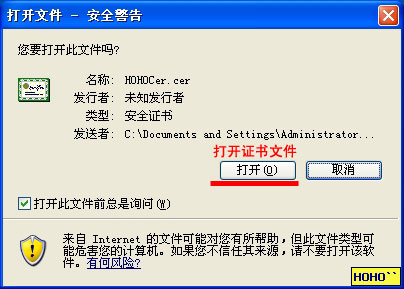 打开文件 - 安全警告
您要打开此文件吗?
名称: HOHOCer.cer
发行者: 未知发行者
类型: 安全证书
发送者: C:\Documents and Settings\Administrator...
打开证书文件
打开(O)
取消
打开此文件前总是询问(W)
来自 Internet 的文件可能对您有所帮助，但此文件类型可
能危害您的计算机。如果您不信任其来源，请不要打开该软
件。有何风险?
HOHO``